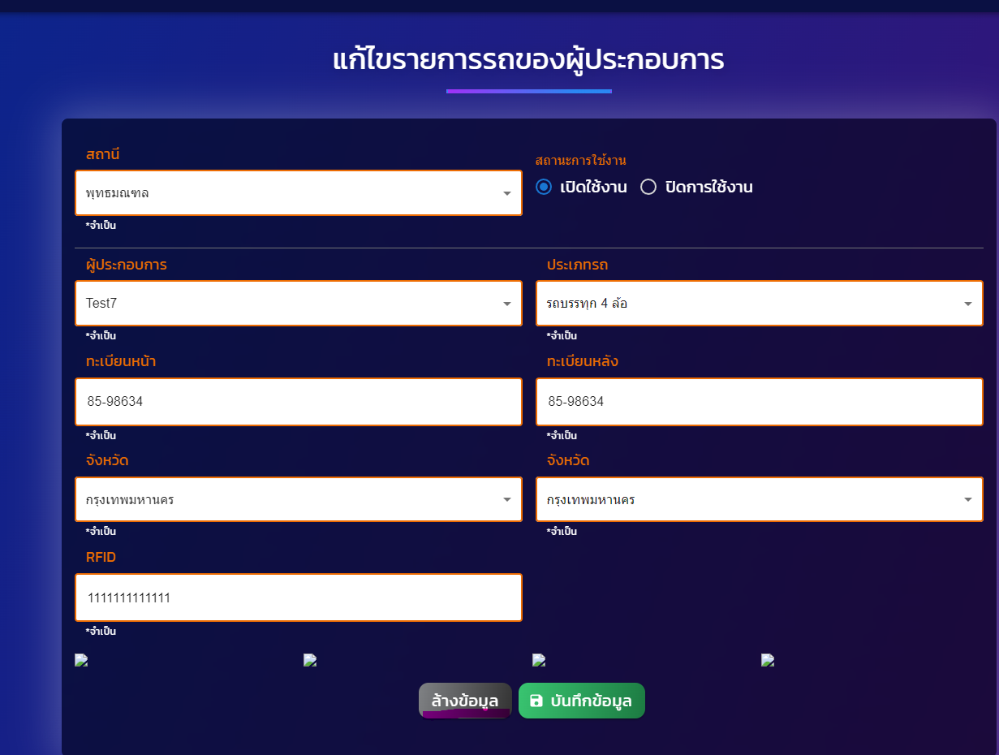 แก้ไขรายการรถของผู้ประกอบการ
สถานี
สถานะการใช้งาน
พุทธมณฑล
เปิดใช้งาน ปิดการใช้งาน
*จำเป็น
ผู้ประกอบการ ประเภทรถ
Test7 รถบรรทุก 4 ล้อ
*จำเป็น *จำเป็น
ทะเบียนหน้า ทะเบียนหลัง
85-98634 85-98634
*จำเป็น *จำเป็น
จังหวัด จังหวัด
กรุงเทพมหานคร กรุงเทพมหานคร
*จำเป็น *จำเป็น
RFID
1111111111111
*จำเป็น
ล้างข้อมูล บันทึกข้อมูล